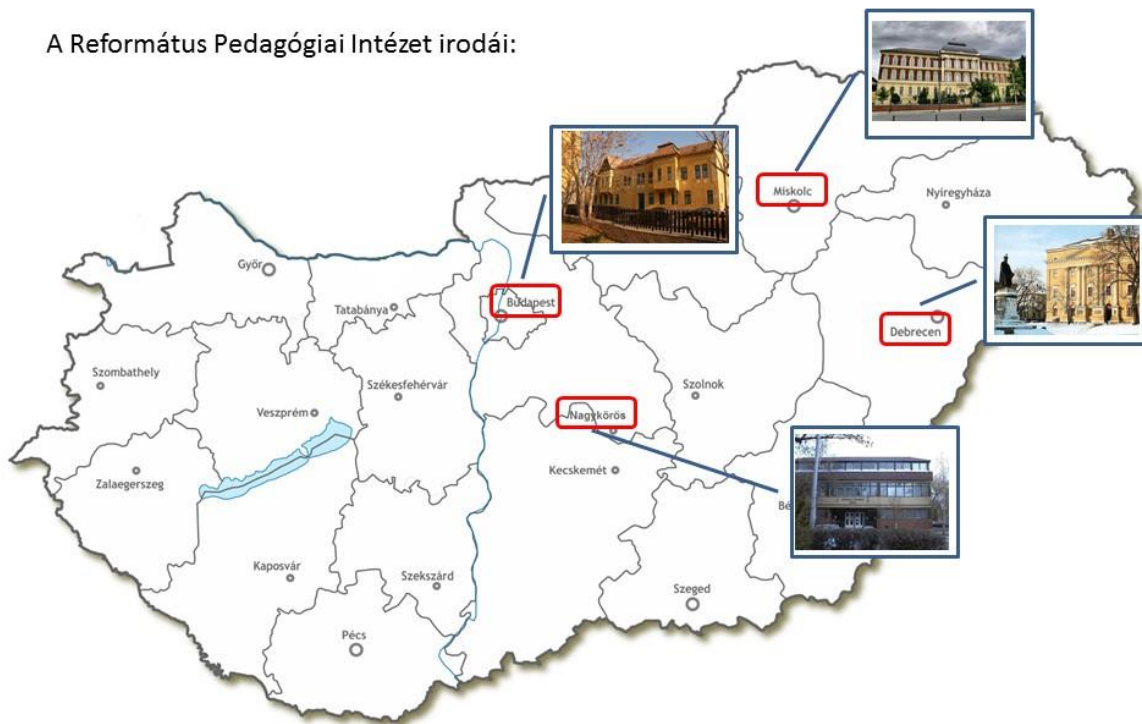 A Református Pedagógiai Intézet irodái:
Miskolc
Nyíregyháza
Győr
Budapest
Tatabánya
Debrecen
Szombathely
Székesfehérvár
Szolnok
Veszprém
Nagykőrös
Zalaegerszeg
Kecskemét
Bé
Kaposvár
Szekszárd
Szeged
Pécs